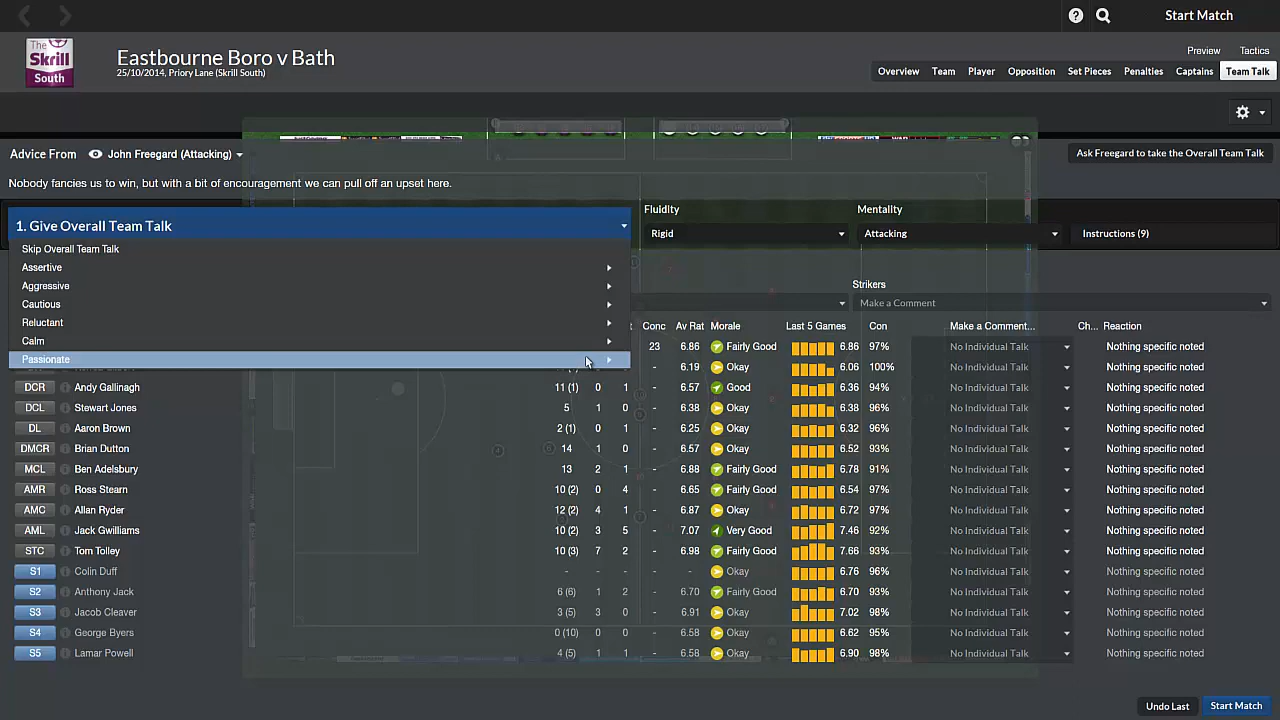 Start Match
The Skrill South
Eastbourne Boro v Bath
25/10/2014, Priory Lane (Skrill South)
Preview Tactics
Overview Team Player Opposition Set Pieces Penalties Captains Team Talk
Advice From John Freegard (Attacking)
Ask Freegard to take the Overall Team Talk
Nobody fancies us to win, but with a bit of encouragement we can pull off an upset here.
1. Give Overall Team Talk
Fluidity Mentality
Rigid Attacking Instructions (9)
Skip Overall Team Talk
Assertive
Aggressive
Cautious
Reluctant
Calm
Passionate
Strikers
Make a Comment
Conc Av Rat Morale Last 5 Games Con Make a Comment... Ch... Reaction
23 6.86 Fairly Good 6.86 97% No Individual Talk Nothing specific noted
- 6.19 Okay 6.06 100% No Individual Talk Nothing specific noted
DCR Andy Gallinagh 11 (1) 0 1 - 6.57 Good 6.36 94% No Individual Talk Nothing specific noted
DCL Stewart Jones 5 1 0 - 6.38 Okay 6.38 96% No Individual Talk Nothing specific noted
DL Aaron Brown 2 (1) 0 1 - 6.25 Okay 6.32 96% No Individual Talk Nothing specific noted
DMCR Brian Dutton 14 1 0 - 6.57 Okay 6.52 93% No Individual Talk Nothing specific noted
MCL Ben Adelsbury 13 2 1 - 6.88 Fairly Good 6.78 91% No Individual Talk Nothing specific noted
AMR Ross Stearn 10 (2) 0 4 - 6.65 Fairly Good 6.54 97% No Individual Talk Nothing specific noted
AMC Allan Ryder 12 (2) 4 1 - 6.87 Okay 6.72 97% No Individual Talk Nothing specific noted
AML Jack Gwilliams 10 (2) 3 5 - 7.07 Very Good 7.46 92% No Individual Talk Nothing specific noted
STC Tom Tolley 10 (3) 7 2 - 6.98 Fairly Good 7.66 93% No Individual Talk Nothing specific noted
S1 Colin Duff - - - - - Okay 6.76 96% No Individual Talk Nothing specific noted
S2 Anthony Jack 6 (6) 1 2 - 6.70 Fairly Good 6.70 93% No Individual Talk Nothing specific noted
S3 Jacob Cleaver 3 (5) 3 0 - 6.91 Okay 7.02 98% No Individual Talk Nothing specific noted
S4 George Byers 0 (10) 0 0 - 6.58 Okay 6.62 95% No Individual Talk Nothing specific noted
S5 Lamar Powell 4 (5) 1 1 - 6.58 Okay 6.90 98% No Individual Talk Nothing specific noted
Undo Last Start Match